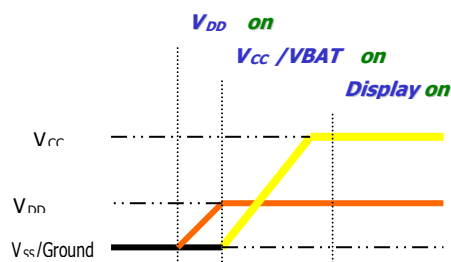 VDD on
VCC /VBAT on
Display on
VCC
VDD
VSS/Ground